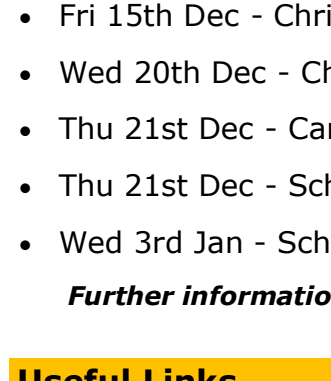 • Fri 15th Dec - Chri
• Wed 20th Dec - Ch
• Thu 21st Dec - Car
• Thu 21st Dec - Sch
• Wed 3rd Jan - Sch
Further informatio
Useful Links